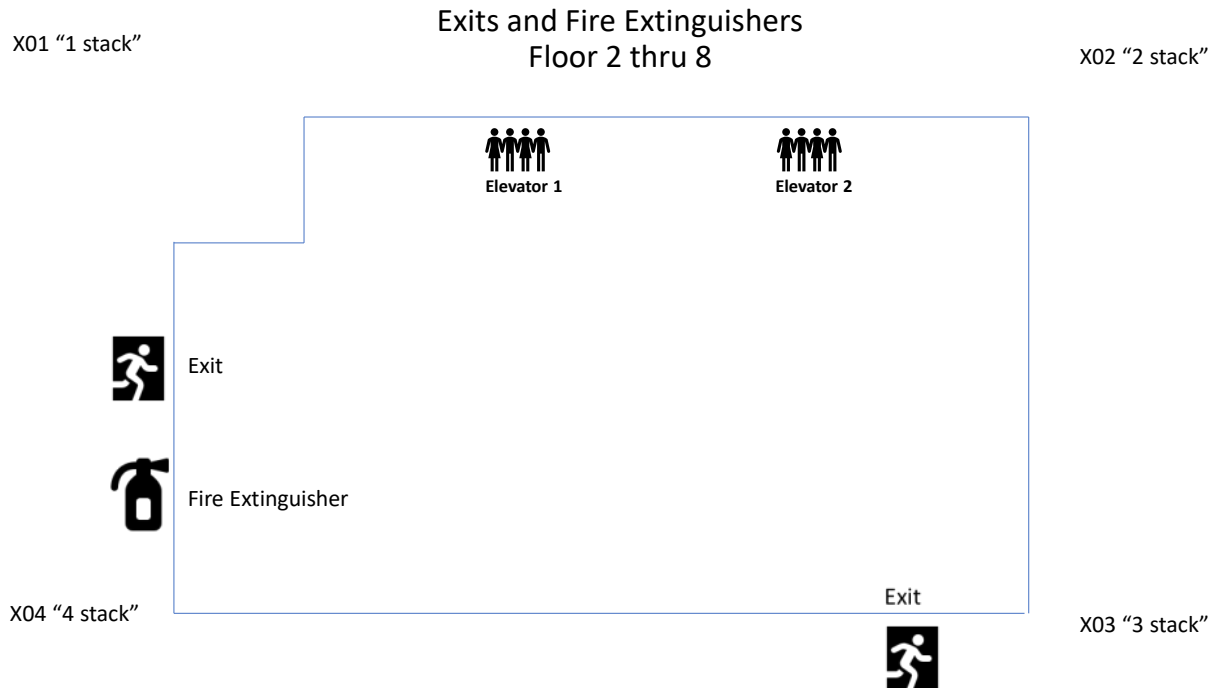 Exits and Fire Extinguishers
Floor 2 thru 8
X01 “1 stack”
X02 “2 stack”
Elevator 1
Elevator 2
Exit
Fire Extinguisher
Exit
X04 “4 stack”
X03 “3 stack”